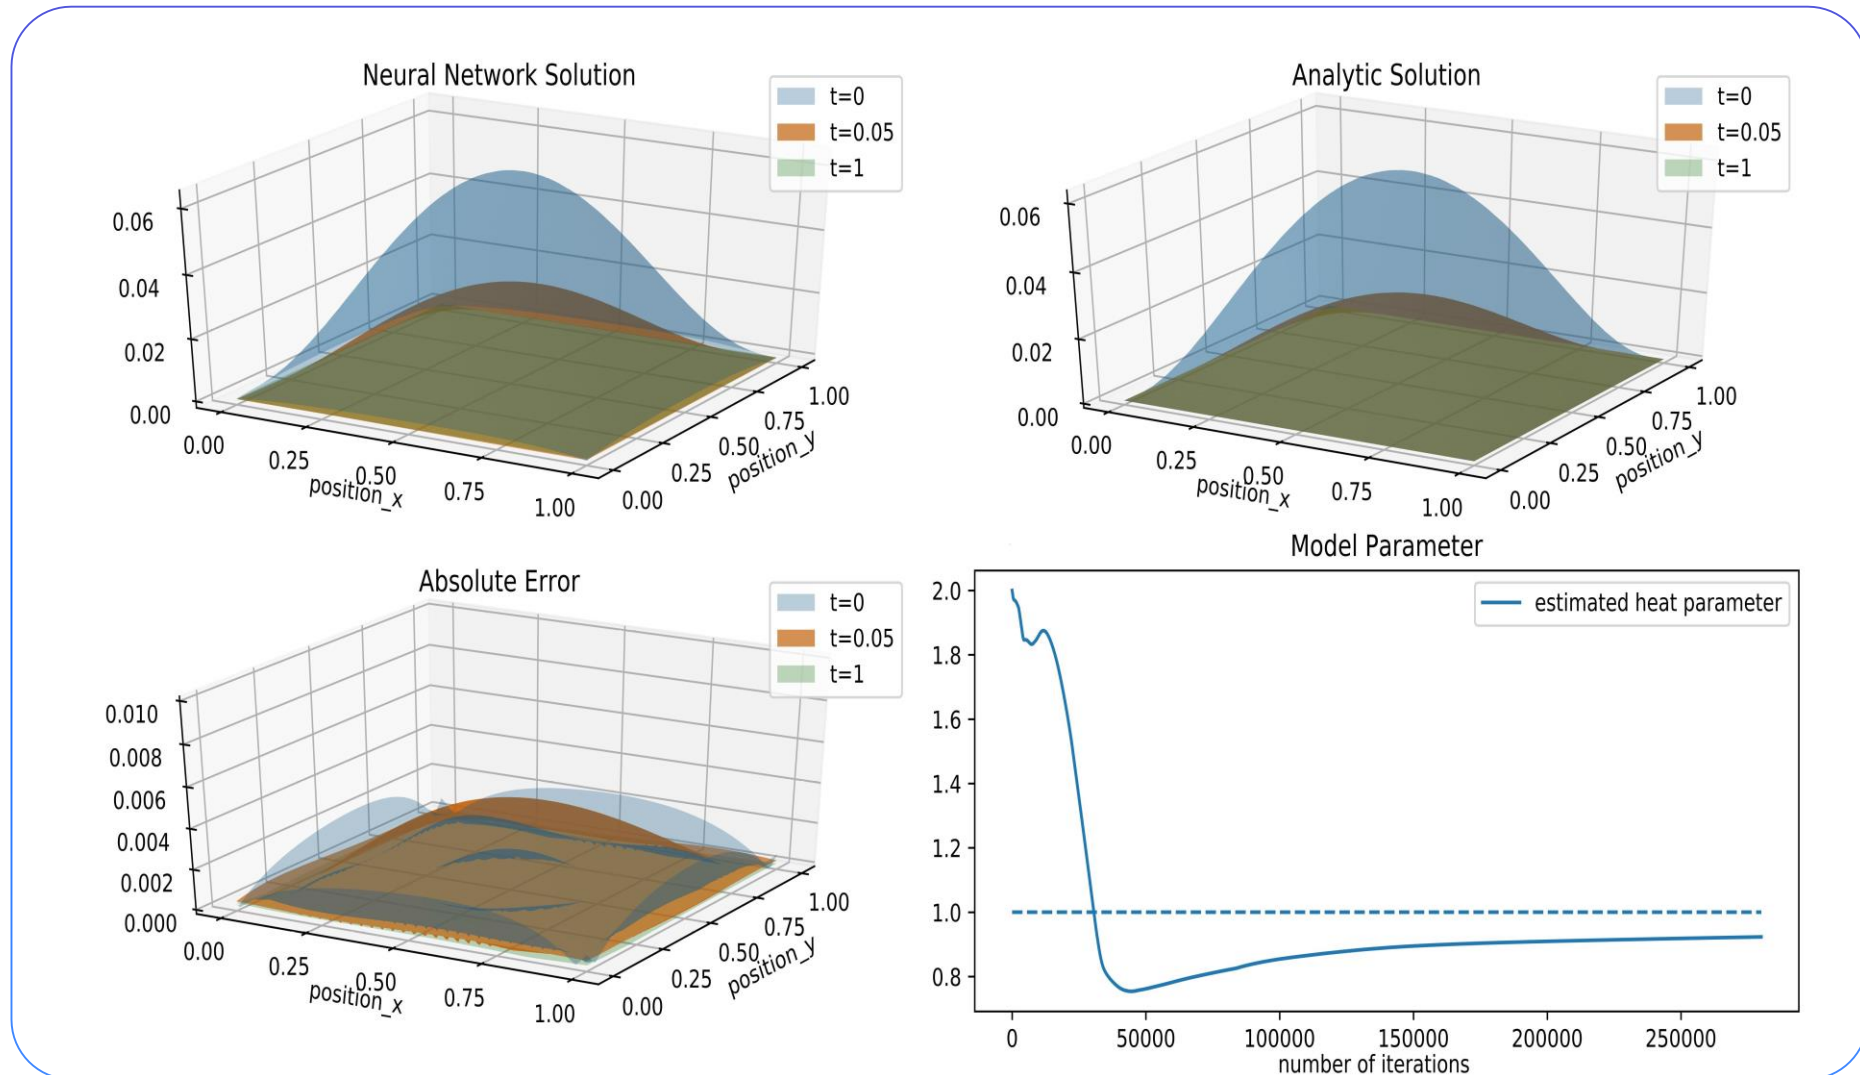 Neural Network Solution
t=0
t=0.05
t=1
0.06
0.04
0.02
0.00
0.00
0.25
0.50
0.75
1.00
position_x
0.00
0.25
0.50
0.75
1.00
position_y
Analytic Solution
t=0
t=0.05
t=1
0.06
0.04
0.02
0.00
0.00
0.25
0.50
0.75
1.00
position_x
0.00
0.25
0.50
0.75
1.00
position_y
Absolute Error
t=0
t=0.05
t=1
0.010
0.008
0.006
0.004
0.002
0.000
0.00
0.25
0.50
0.75
1.00
position_x
0.00
0.25
0.50
0.75
1.00
position_y
Model Parameter
estimated heat parameter
2.0
1.8
1.6
1.4
1.2
1.0
0.8
0 50000 100000 150000 200000 250000
number of iterations